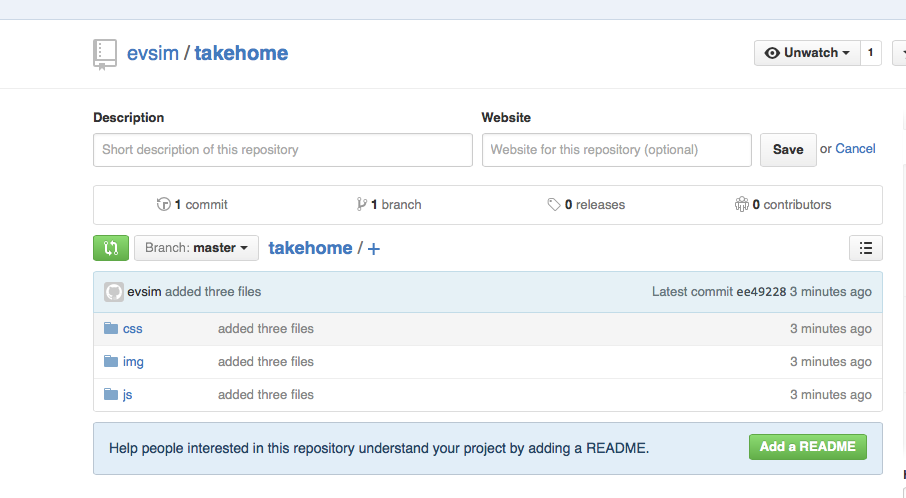 evsim / takehome
Unwatch 1
Description Website
Short description of this repository Website for this repository (optional) Save or Cancel
1 commit 1 branch 0 releases 0 contributors
Branch: master takehome / +
evsim added three files Latest commit ee49228 3 minutes ago
css added three files 3 minutes ago
img added three files 3 minutes ago
js added three files 3 minutes ago
Help people interested in this repository understand your project by adding a README. Add a README